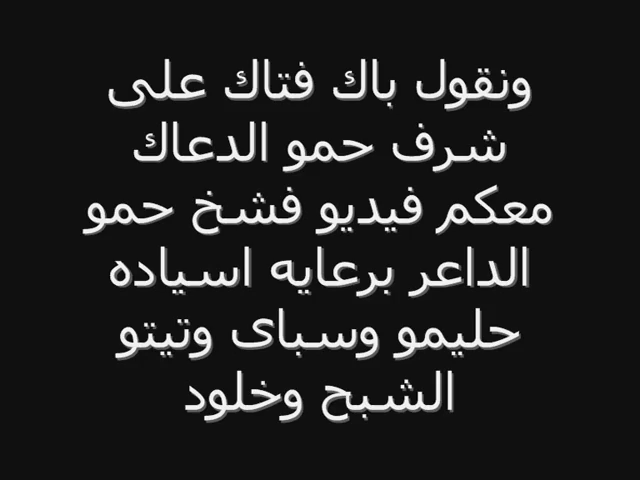 ونقول باك فتاك على
شرف حمو الدعاك
معكم فيديو فشخ حمو
الداعر برعايه اسياده
حليمو وسباى وتيتو
الشبح وخلود